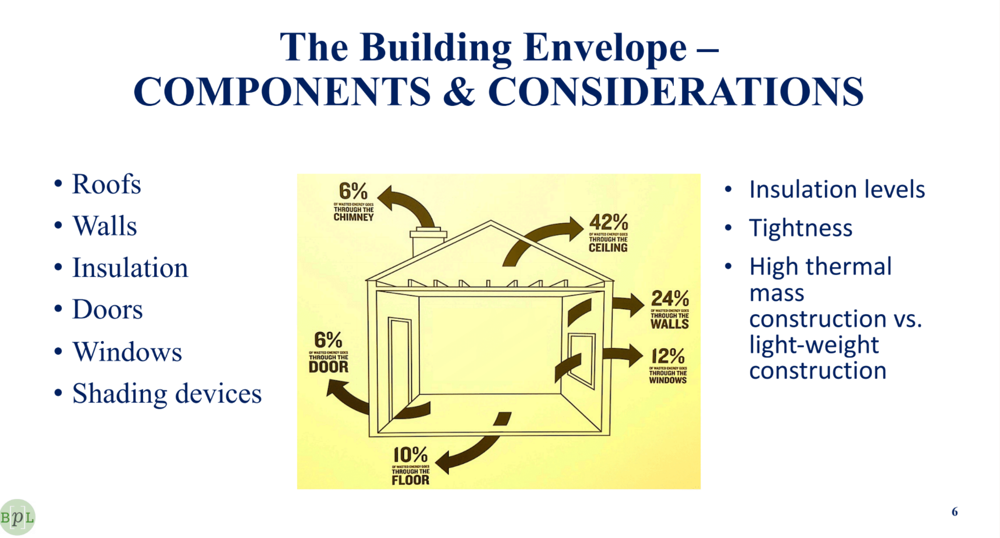 The Building Envelope –
COMPONENTS & CONSIDERATIONS
• Roofs
• Walls
• Insulation
• Doors
• Windows
• Shading devices
6%
OF WASTED ENERGY GOES
THROUGH THE
CHIMNEY
42%
OF WASTED ENERGY GOES
THROUGH THE
CEILING
24%
OF WASTED ENERGY GOES
THROUGH THE
WALLS
6%
OF WASTED ENERGY GOES
THROUGH THE
DOOR
12%
OF WASTED ENERGY GOES
THROUGH THE
WINDOWS
10%
OF WASTED ENERGY GOES
THROUGH THE
FLOOR
• Insulation levels
• Tightness
• High thermal
mass
construction vs.
light-weight
construction
B[p]L
6